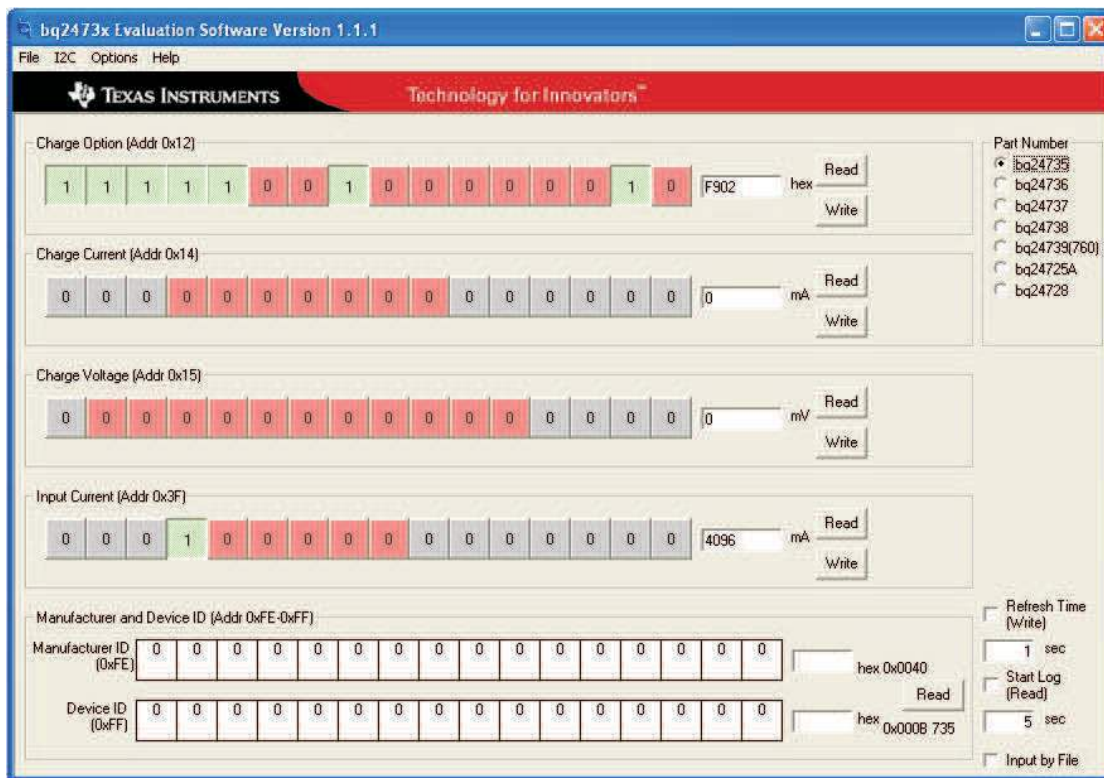 bq2473x Evaluation Software Version 1.1.1
File I2C Options Help
TEXAS INSTRUMENTS Technology for Innovators™
Charge Option (Addr 0x12)
1 1 1 1 1 0 0 1 0 0 0 0 0 0 1 0 F902 hex Read
Write
Charge Current (Addr 0x14)
0 0 0 0 0 0 0 0 0 0 0 0 0 0 0 0 0 mA Read
Write
Charge Voltage (Addr 0x15)
0 0 0 0 0 0 0 0 0 0 0 0 0 0 0 0 0 mV Read
Write
Input Current (Addr 0x3F)
0 0 0 1 0 0 0 0 0 0 0 0 0 0 0 0 4096 mA Read
Write
Manufacturer and Device ID (Addr 0xFE-0xFF)
Manufacturer ID
(0xFE)
0 0 0 0 0 0 0 0 0 0 0 0 0 0 0 0 hex 0x0040
Read
Device ID
(0xFF)
0 0 0 0 0 0 0 0 0 0 0 0 0 0 0 0 hex
0x000B 735
Part Number
bq24735
bq24736
bq24737
bq24738
bq24739(760)
bq24725A
bq24728
Refresh Time
(Write)
1 sec
Start Log
(Read)
5 sec
Input by File